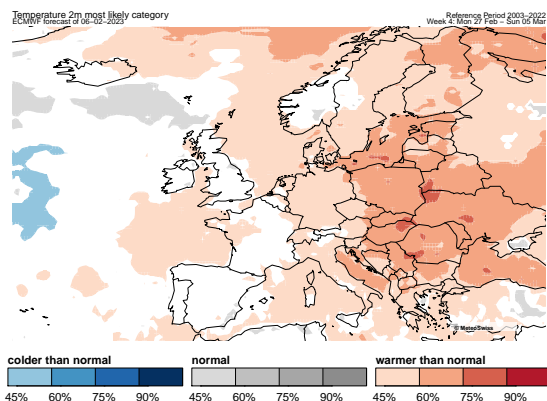 Temperature 2m most likely category
ECMWF forecast of 06−02−2023
Reference Period 2003−2022
Week 4: Mon 27 Feb − Sun 05 Mar
© MeteoSwiss
colder than normal
normal
warmer than normal
45% 60% 75% 90%
45% 60% 75% 90%
45% 60% 75% 90%